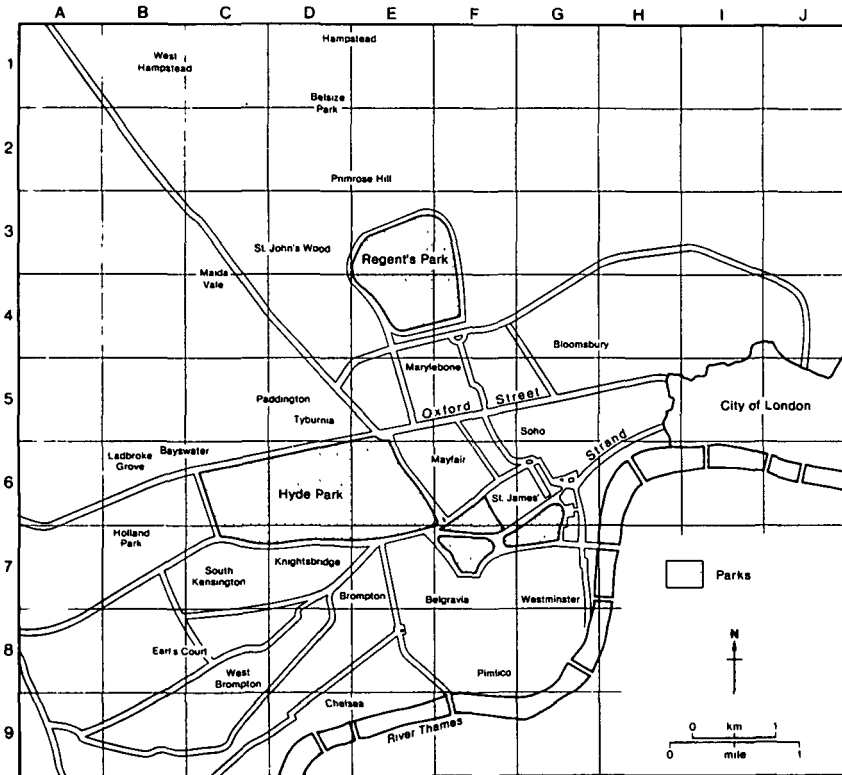 A B C D E F G H I J
1
Hampstead
West
Hampstead
Belsize
Park
2
Primrose Hill
3
St. John's Wood
Regent's Park
Maida
Vale
4
Bloomsbury
Marylebone
5
Paddington
Tyburnia
Oxford Street
City of London
Soho
Strand
6
Ladbroke
Grove
Bayswater
Mayfair
Hyde Park
St. James'
7
Holland
Park
South
Kensington
Knightsbridge
Brompton
Belgravia
Westminster
Parks
8
Earl's Court
West
Brompton
Pimlico
N
9
Chelsea
River Thames
0 km 1
0 mile 1